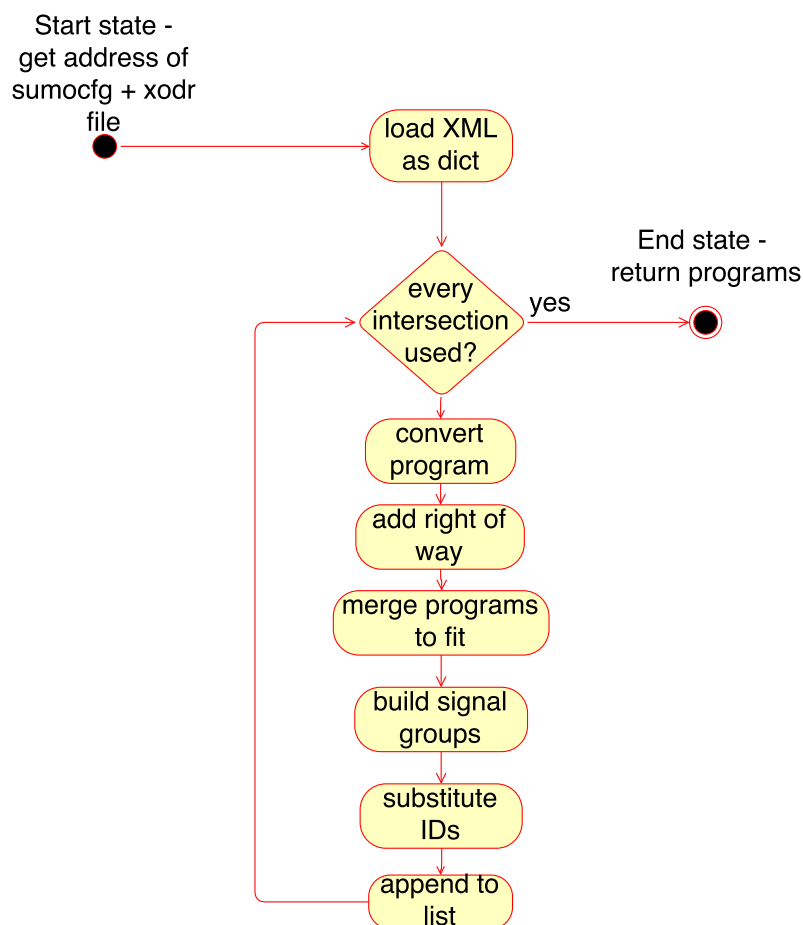 Start state -
get address of
sumocfg + xodr
file
load XML
as dict
End state -
return programs
every
intersection
used?
yes
convert
program
add right of
way
merge programs
to fit
build signal
groups
substitute
IDs
append to
list